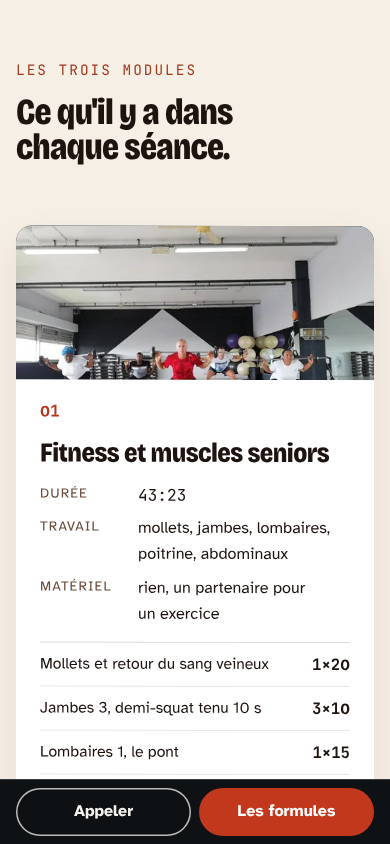 LES TROIS MODULES
Ce qu'il y a dans
chaque séance.
01
Fitness et muscles seniors
DURÉE 43:23
TRAVAIL mollets, jambes, lombaires,
poitrine, abdominaux
MATÉRIEL rien, un partenaire pour
un exercice
Mollets et retour du sang veineux 1×20
Jambes 3, demi-squat tenu 10 s 3×10
Lombaires 1, le pont 1×15
Appeler Les formules